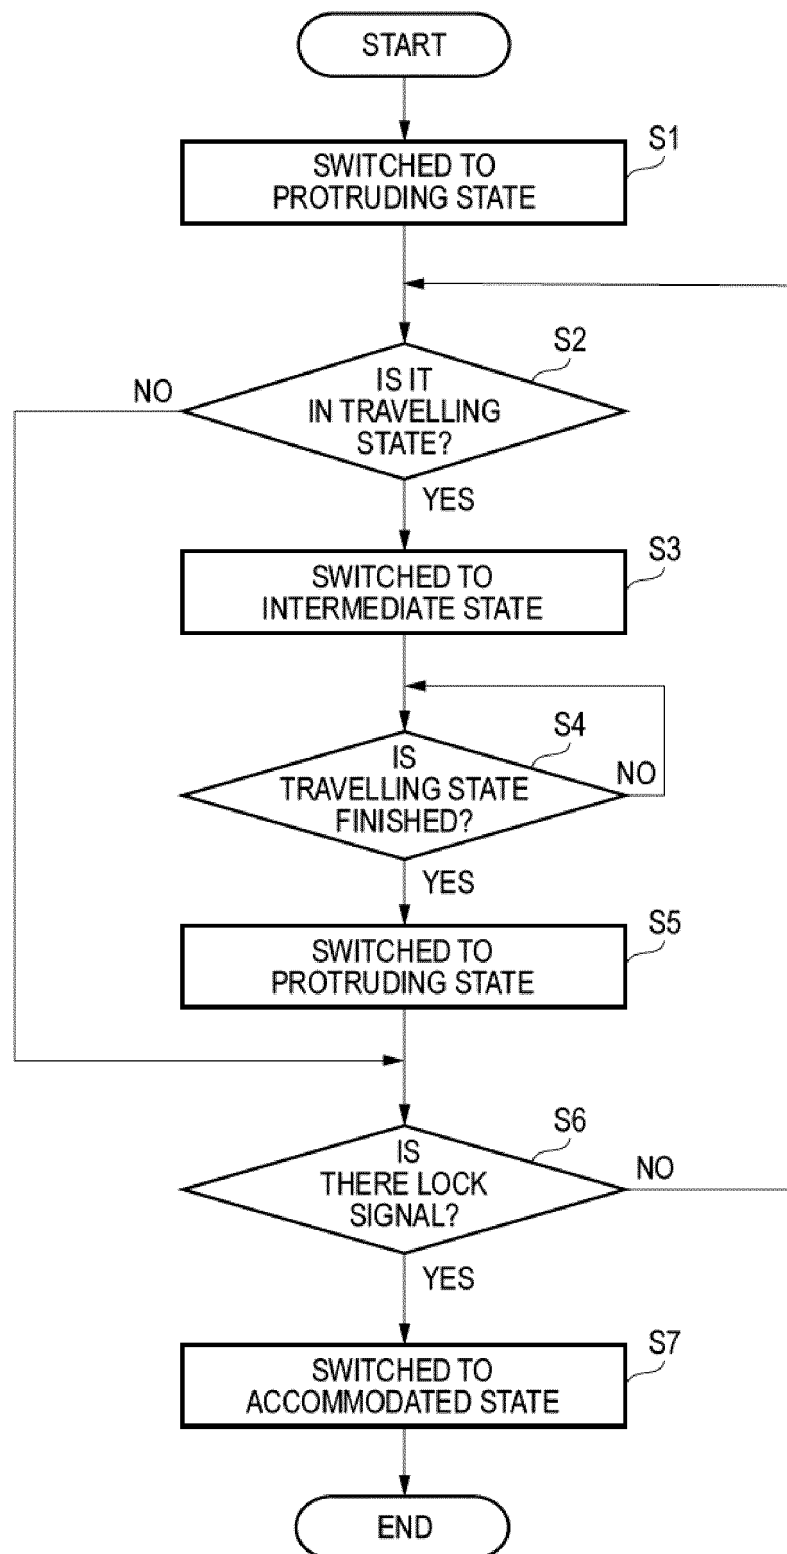 START
S1
SWITCHED TO
PROTRUDING STATE
S2
NO
IS IT
IN TRAVELLING
STATE?
YES
S3
SWITCHED TO
INTERMEDIATE STATE
S4
IS
TRAVELLING STATE
FINISHED?
NO
YES
S5
SWITCHED TO
PROTRUDING STATE
S6
IS
THERE LOCK
SIGNAL?
NO
YES
S7
SWITCHED TO
ACCOMMODATED STATE
END